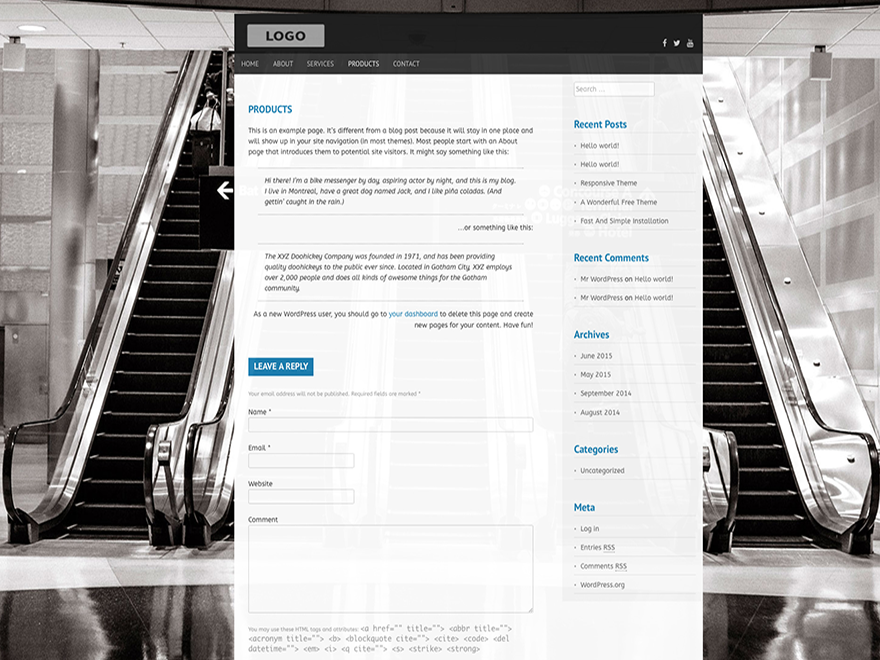 LOGO
HOME ABOUT SERVICES PRODUCTS CONTACT
PRODUCTS
This is an example page. It's different from a blog post because it will stay in one place and
will show up in your site navigation (in most themes). Most people start with an About
page that introduces them to potential site visitors. It might say something like this:
Hi there! I'm a bike messenger by day, aspiring actor by night, and this is my blog.
I live in Montreal, have a great dog named Jack, and I like piña coladas. (And
gettin' caught in the rain.)
...or something like this:
The XYZ Doohickey Company was founded in 1971, and has been providing
quality doohickeys to the public ever since. Located in Gotham City, XYZ employs
over 2,000 people and does all kinds of awesome things for the Gotham
community.
As a new WordPress user, you should go to your dashboard to delete this page and create
new pages for your content. Have fun!
LEAVE A REPLY
Your email address will not be published. Required fields are marked *
Name *
Email *
Website
Comment
You may use these HTML tags and attributes: <a href="" title=""> <abbr title="">
<acronym title=""> <b> <blockquote cite=""> <cite> <code> <del
datetime=""> <em> <i> <q cite=""> <s> <strike> <strong>
Search ...
Recent Posts
Hello world!
Hello world!
Responsive Theme
A Wonderful Free Theme
Fast And Simple Installation
Recent Comments
Mr WordPress on Hello world!
Mr WordPress on Hello world!
Archives
June 2015
May 2015
September 2014
August 2014
Categories
Uncategorized
Meta
Log in
Entries RSS
Comments RSS
WordPress.org